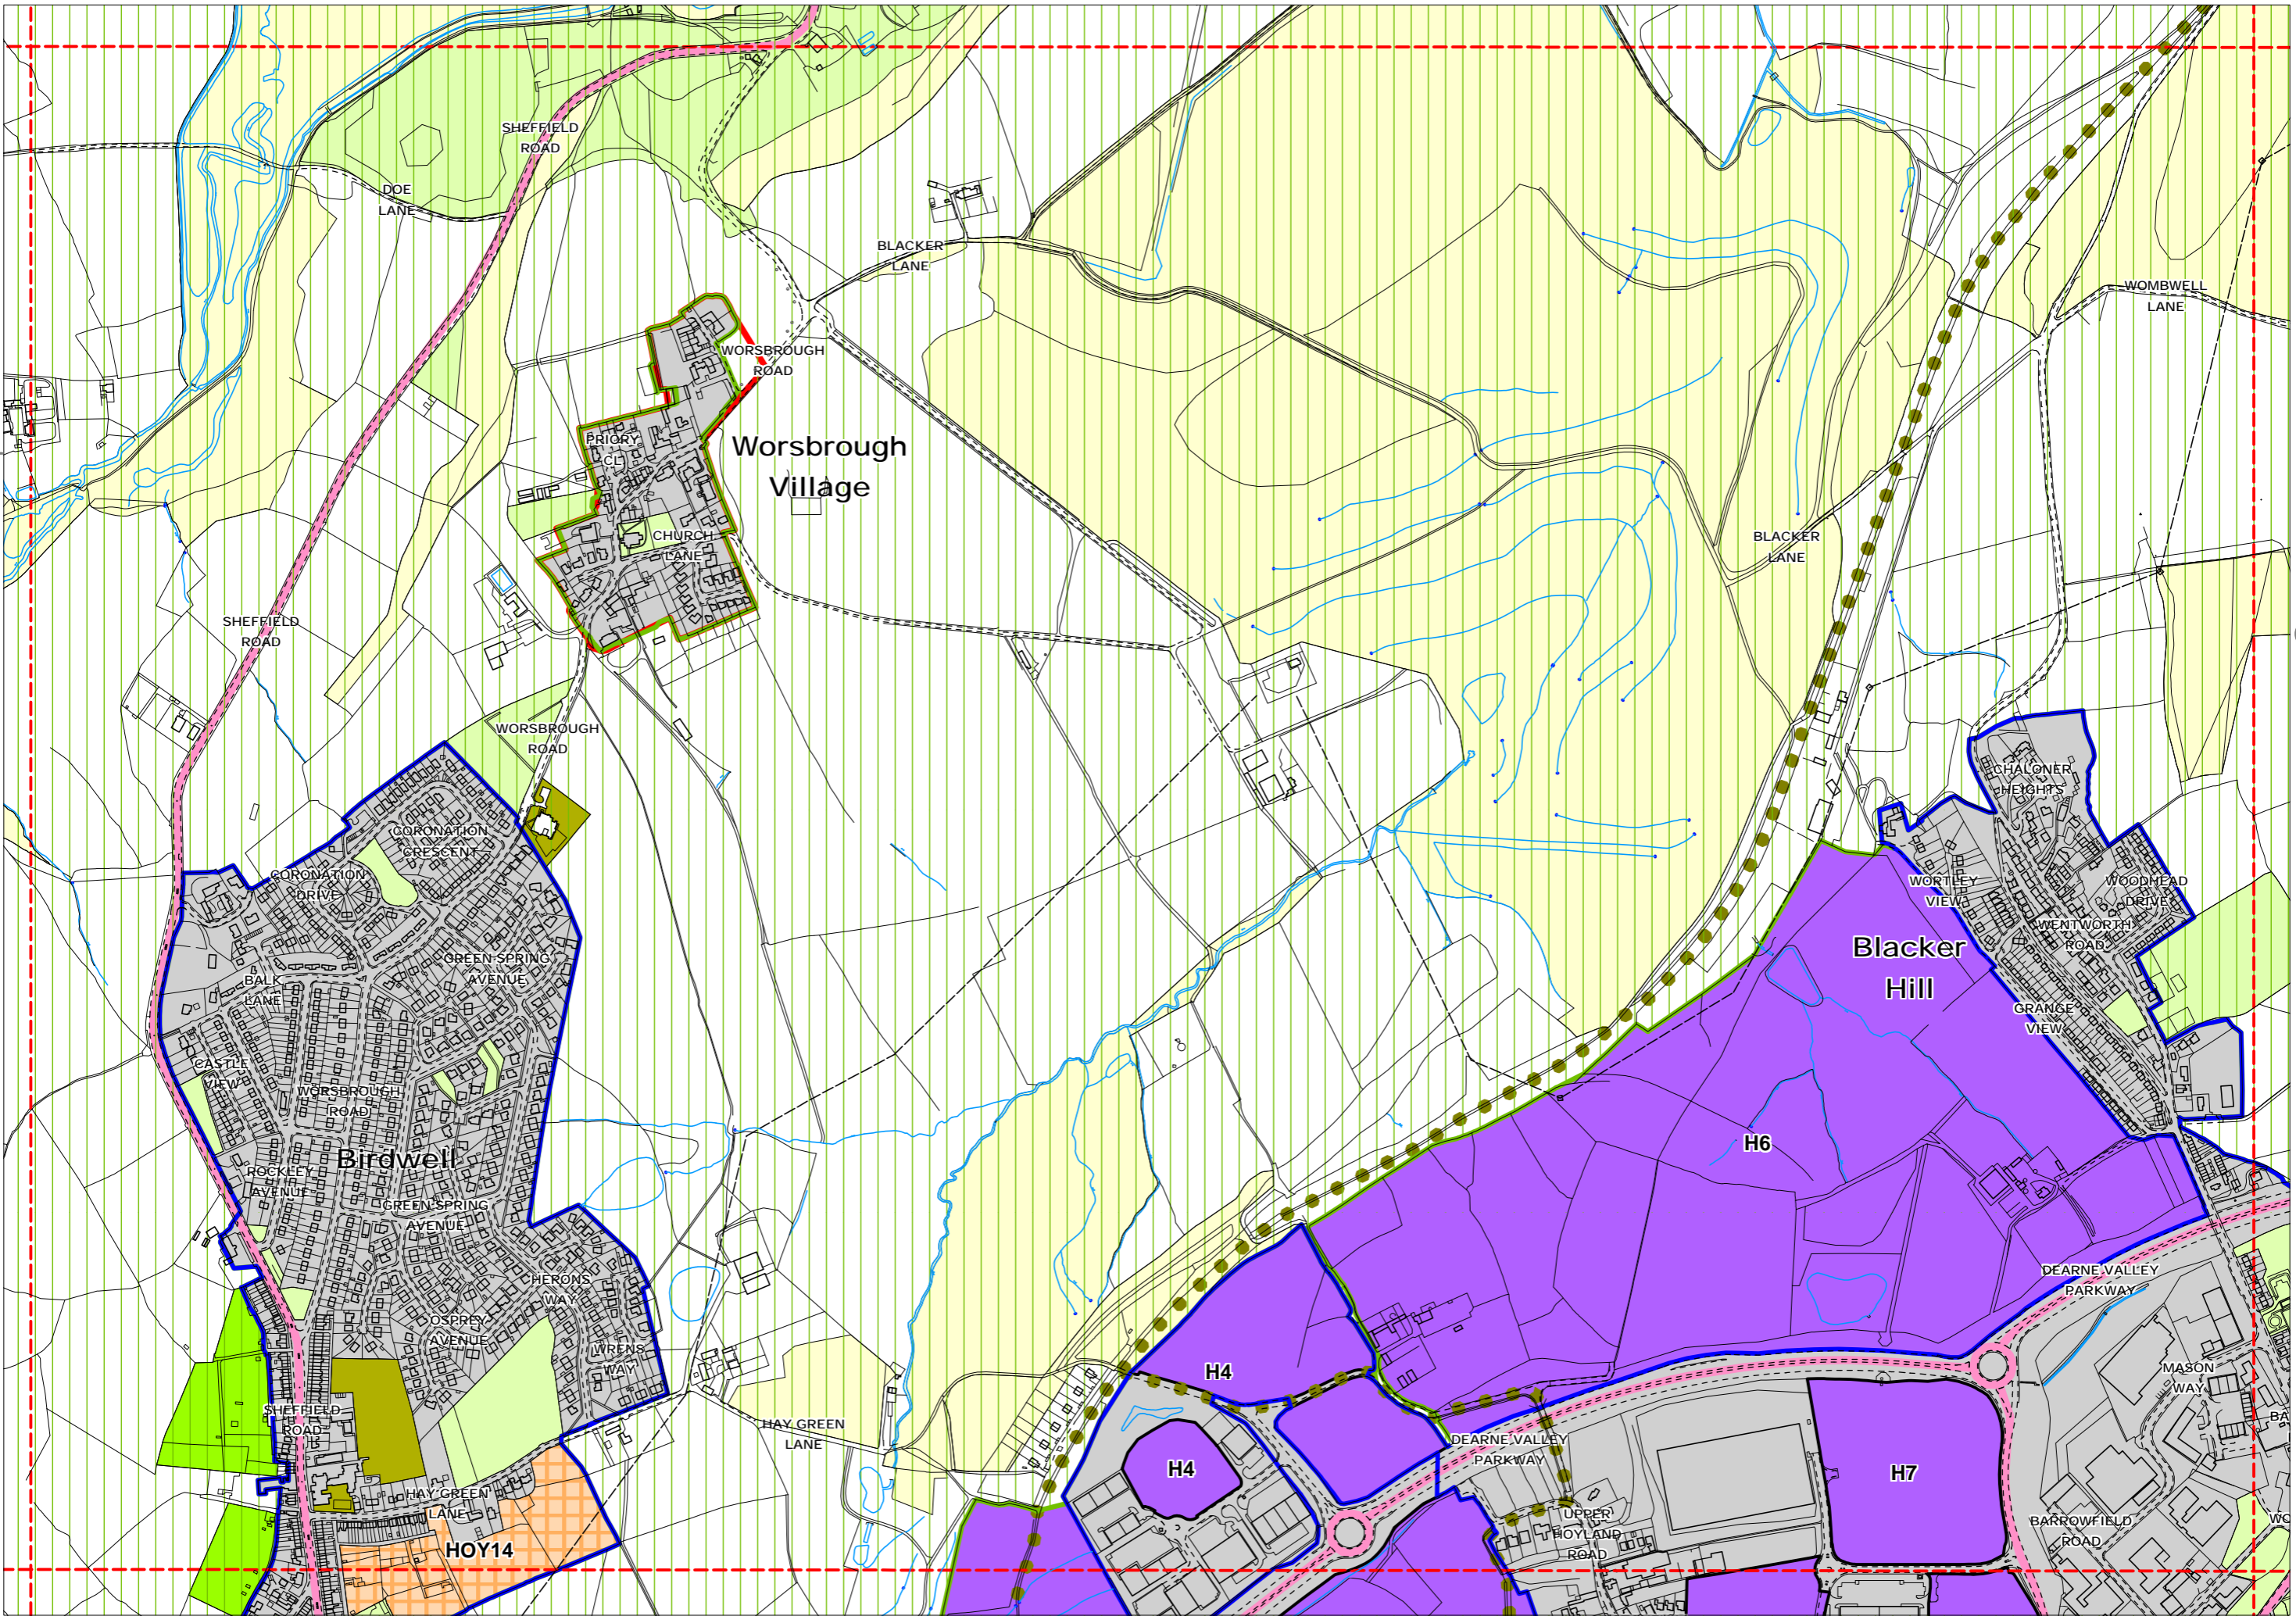 SHEFFIELD
ROAD
DOE
LANE
BLACKER
LANE
WOMBWELL
LANE
WORSBROUGH
ROAD
PRIORY
CL
Worsbrough
Village
CHURCH
LANE
BLACKER
LANE
SHEFFIELD
ROAD
WORSBROUGH
ROAD
CHALONER
HEIGHTS
CORONATION
CRESCENT
CORONATION
DRIVE
WORTLEY
VIEW
WOODHEAD
DRIVE
WENTWORTH
ROAD
Blacker
Hill
GREEN SPRING
AVENUE
BALK
LANE
GRANGE
VIEW
CASTLE
VIEW
WORSBROUGH
ROAD
H6
Birdwell
ROCKLEY
AVENUE
GREEN SPRING
AVENUE
CHERONS
WAY
DEARNE VALLEY
PARKWAY
OSPREY
AVENUE
WRENS
WAY
H4
MASON
WAY
SHEFFIELD
ROAD
HAY GREEN
LANE
BA
DEARNE VALLEY
PARKWAY
H4
H7
HAY GREEN
LANE
UPPER
HOYLAND
ROAD
BARROWFIELD
ROAD
WO
HOY14